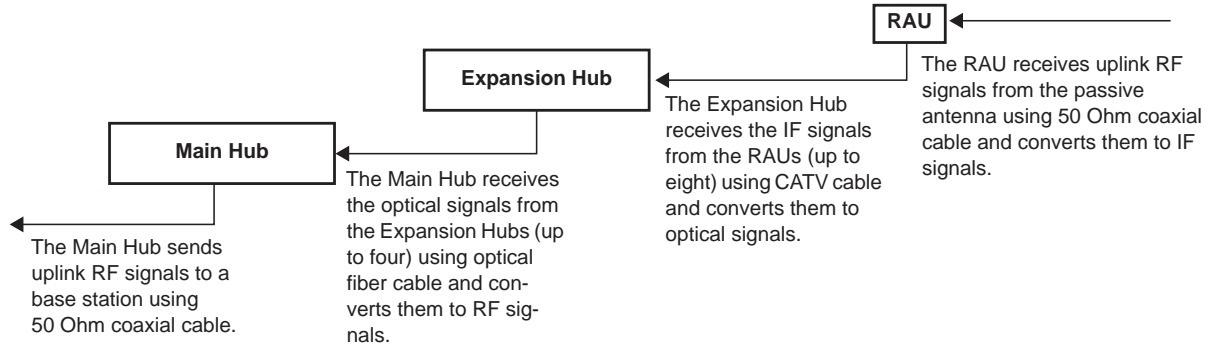 RAU
The RAU receives uplink RF
signals from the passive
antenna using 50 Ohm coaxial
cable and converts them to IF
signals.
Expansion Hub
The Expansion Hub
receives the IF signals
from the RAUs (up to
eight) using CATV cable
and converts them to
optical signals.
Main Hub
The Main Hub receives
the optical signals from
the Expansion Hubs (up
to four) using optical
fiber cable and con-
verts them to RF sig-
nals.
The Main Hub sends
uplink RF signals to a
base station using
50 Ohm coaxial cable.